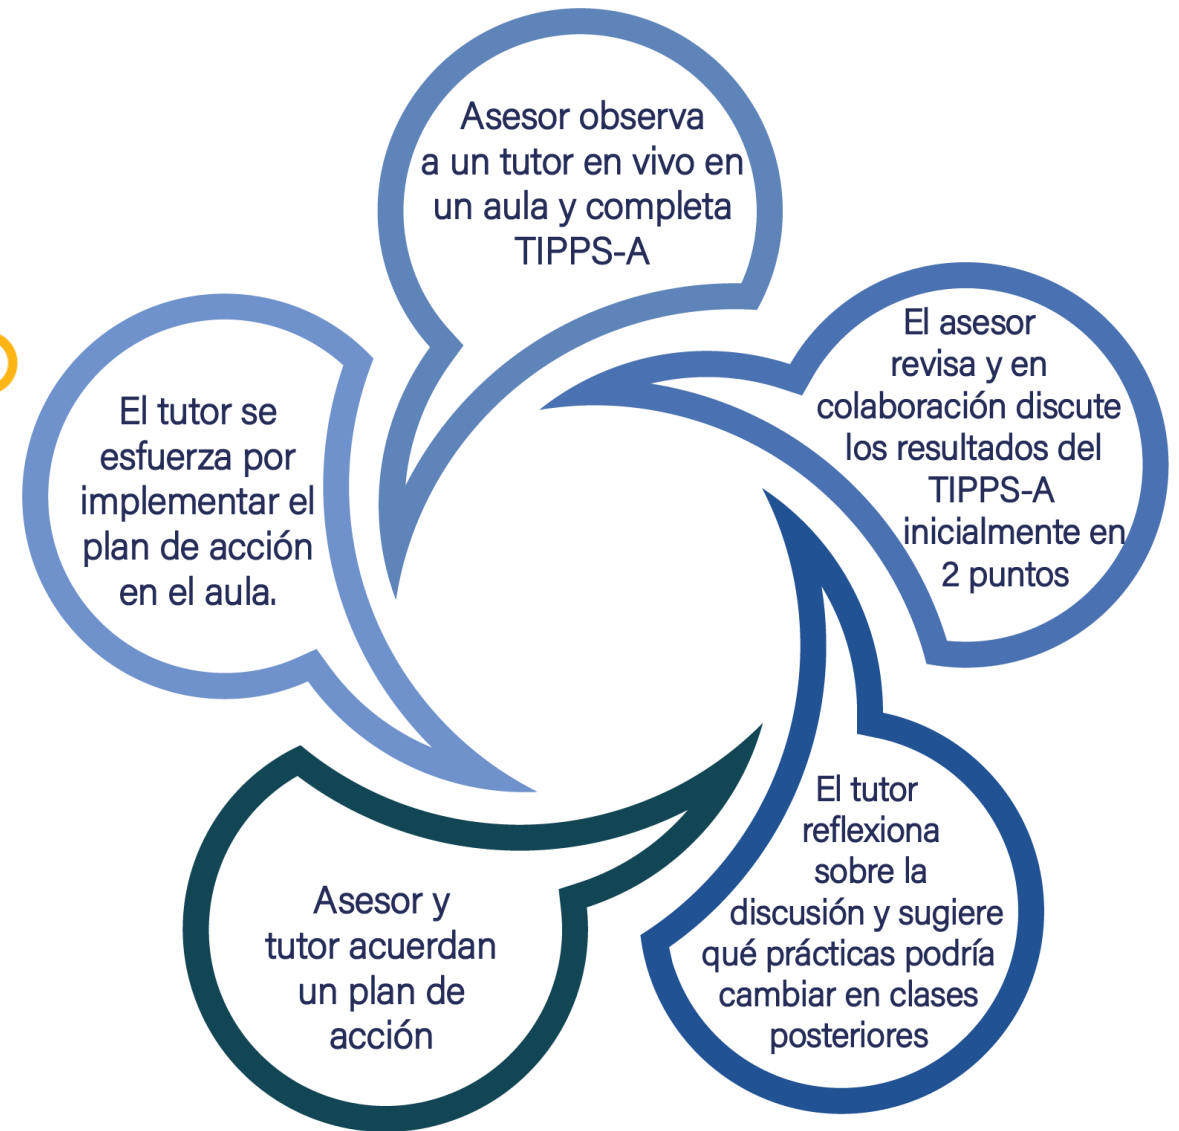 Asesor observa
a un tutor en vivo en
un aula y completa
TIPPS-A
El asesor
revisa y en
colaboración discute
los resultados del
TIPPS-A
inicialmente en
2 puntos
El tutor
reflexiona
sobre la
discusión y sugiere
qué prácticas podría
cambiar en clases
posteriores
Asesor y
tutor acuerdan
un plan de
acción
El tutor se
esfuerza por
implementar el
plan de acción
en el aula.